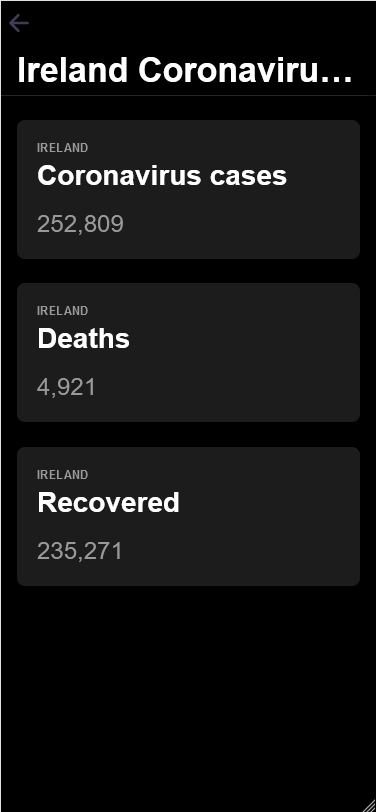 Ireland Coronaviru...
IRELAND
Coronavirus cases
252,809
IRELAND
Deaths
4,921
IRELAND
Recovered
235,271